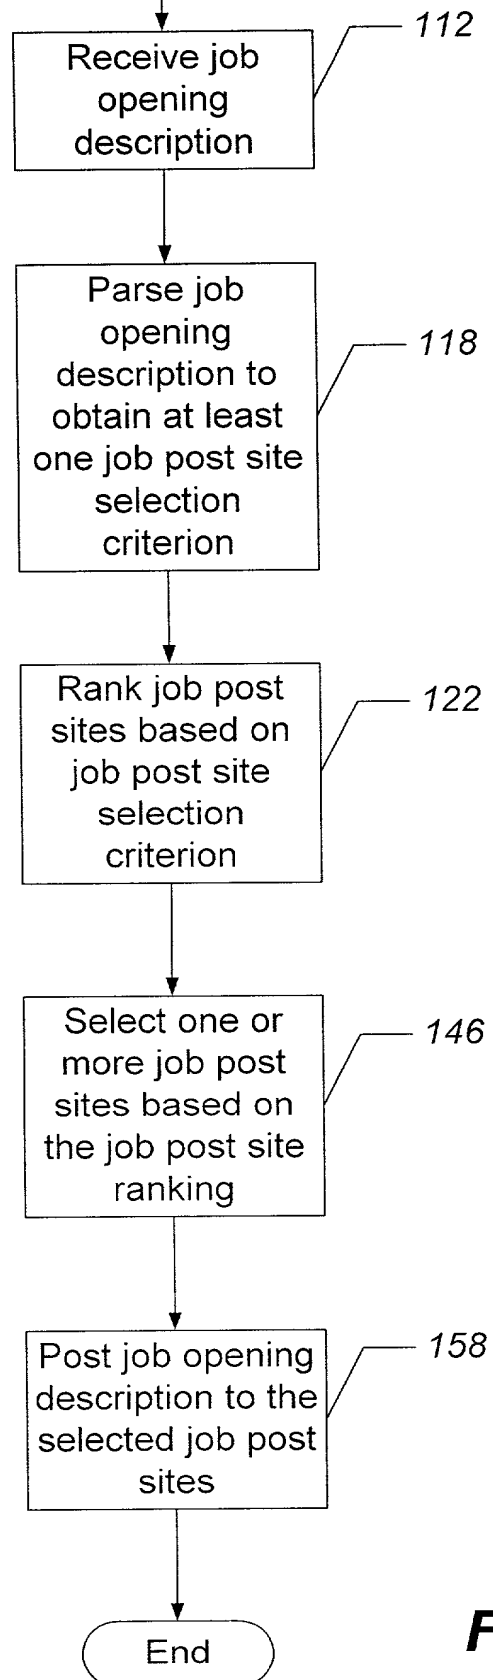 112
Receive job
opening
description
118
Parse job
opening
description to
obtain at least
one job post site
selection
criterion
122
Rank job post
sites based on
job post site
selection
criterion
146
Select one or
more job post
sites based on
the job post site
ranking
158
Post job opening
description to the
selected job post
sites
End
F